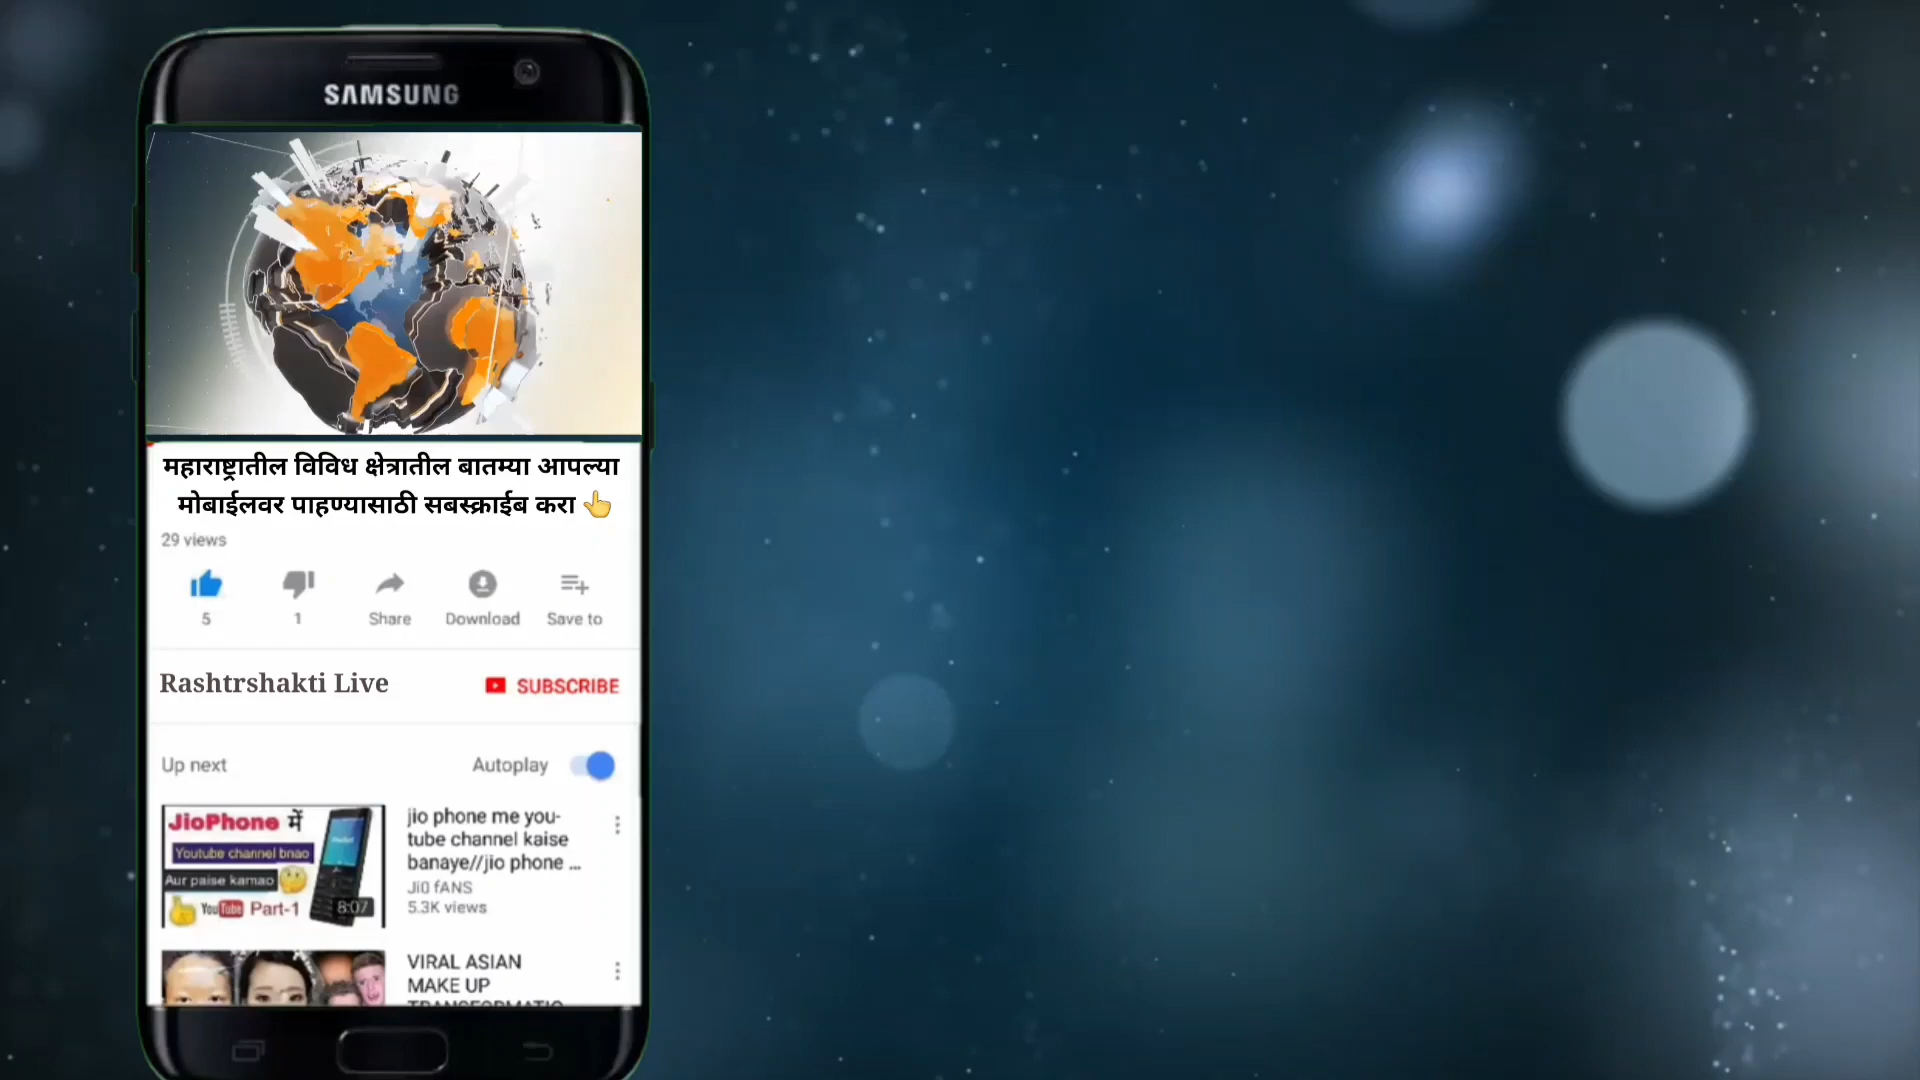 SAMSUNG
महाराष्ट्रातील विविध क्षेत्रातील बातम्या आपल्या
मोबाईलवर पाहण्यासाठी सबस्क्राईब करा 👆
29 views
5
1
Share
Download
Save to
Rashtrshakti Live
SUBSCRIBE
Up next
Autoplay
JioPhone में
Youtube channel bnao
Aur paise kamao
YouTube Part-1
8:07
jio phone me you-
tube channel kaise
banaye//jio phone ...
JiO fANS
5.3K views
VIRAL ASIAN
MAKE UP